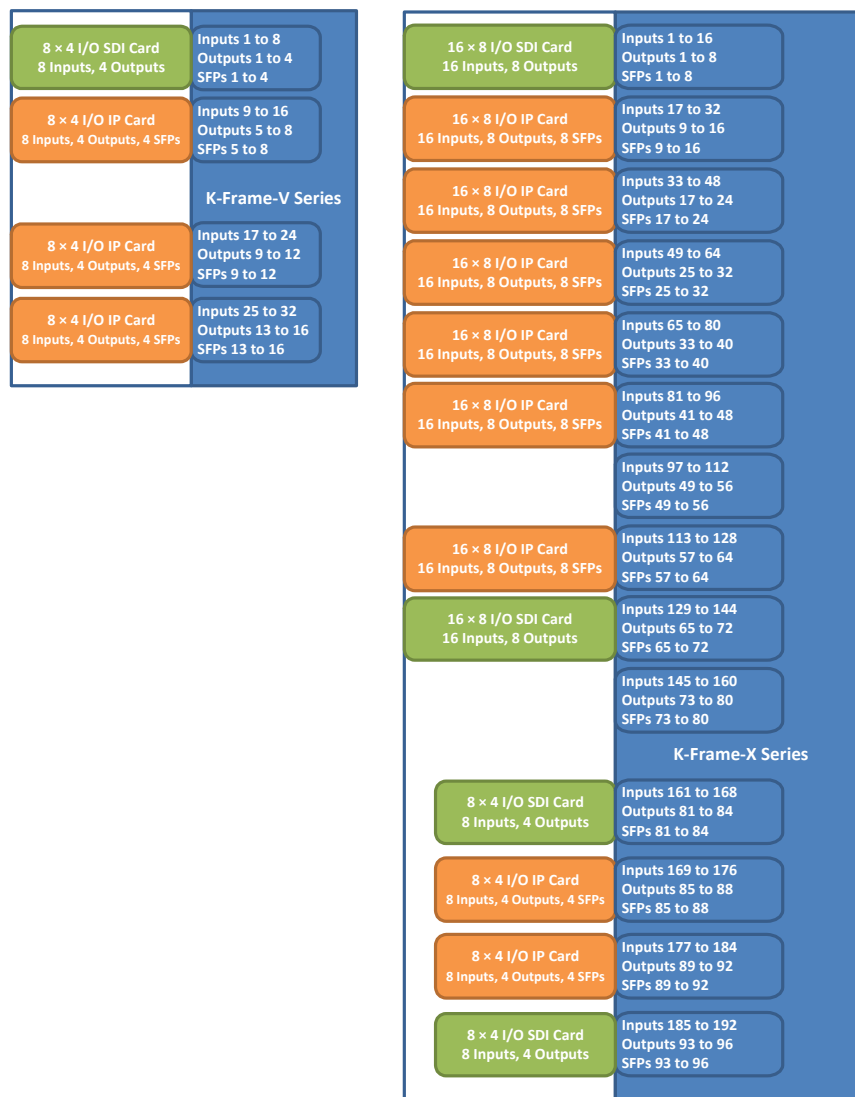 8 × 4 I/O SDI Card
8 Inputs, 4 Outputs
Inputs 1 to 8
Outputs 1 to 4
SFPs 1 to 4
8 × 4 I/O IP Card
8 Inputs, 4 Outputs, 4 SFPs
Inputs 9 to 16
Outputs 5 to 8
SFPs 5 to 8
K-Frame-V Series
8 × 4 I/O IP Card
8 Inputs, 4 Outputs, 4 SFPs
Inputs 17 to 24
Outputs 9 to 12
SFPs 9 to 12
8 × 4 I/O IP Card
8 Inputs, 4 Outputs, 4 SFPs
Inputs 25 to 32
Outputs 13 to 16
SFPs 13 to 16
16 × 8 I/O SDI Card
16 Inputs, 8 Outputs
Inputs 1 to 16
Outputs 1 to 8
SFPs 1 to 8
16 × 8 I/O IP Card
16 Inputs, 8 Outputs, 8 SFPs
Inputs 17 to 32
Outputs 9 to 16
SFPs 9 to 16
16 × 8 I/O IP Card
16 Inputs, 8 Outputs, 8 SFPs
Inputs 33 to 48
Outputs 17 to 24
SFPs 17 to 24
16 × 8 I/O IP Card
16 Inputs, 8 Outputs, 8 SFPs
Inputs 49 to 64
Outputs 25 to 32
SFPs 25 to 32
16 × 8 I/O IP Card
16 Inputs, 8 Outputs, 8 SFPs
Inputs 65 to 80
Outputs 33 to 40
SFPs 33 to 40
16 × 8 I/O IP Card
16 Inputs, 8 Outputs, 8 SFPs
Inputs 81 to 96
Outputs 41 to 48
SFPs 41 to 48
Inputs 97 to 112
Outputs 49 to 56
SFPs 49 to 56
16 × 8 I/O IP Card
16 Inputs, 8 Outputs, 8 SFPs
Inputs 113 to 128
Outputs 57 to 64
SFPs 57 to 64
16 × 8 I/O SDI Card
16 Inputs, 8 Outputs
Inputs 129 to 144
Outputs 65 to 72
SFPs 65 to 72
Inputs 145 to 160
Outputs 73 to 80
SFPs 73 to 80
K-Frame-X Series
8 × 4 I/O SDI Card
8 Inputs, 4 Outputs
Inputs 161 to 168
Outputs 81 to 84
SFPs 81 to 84
8 × 4 I/O IP Card
8 Inputs, 4 Outputs, 4 SFPs
Inputs 169 to 176
Outputs 85 to 88
SFPs 85 to 88
8 × 4 I/O IP Card
8 Inputs, 4 Outputs, 4 SFPs
Inputs 177 to 184
Outputs 89 to 92
SFPs 89 to 92
8 × 4 I/O SDI Card
8 Inputs, 4 Outputs
Inputs 185 to 192
Outputs 93 to 96
SFPs 93 to 96